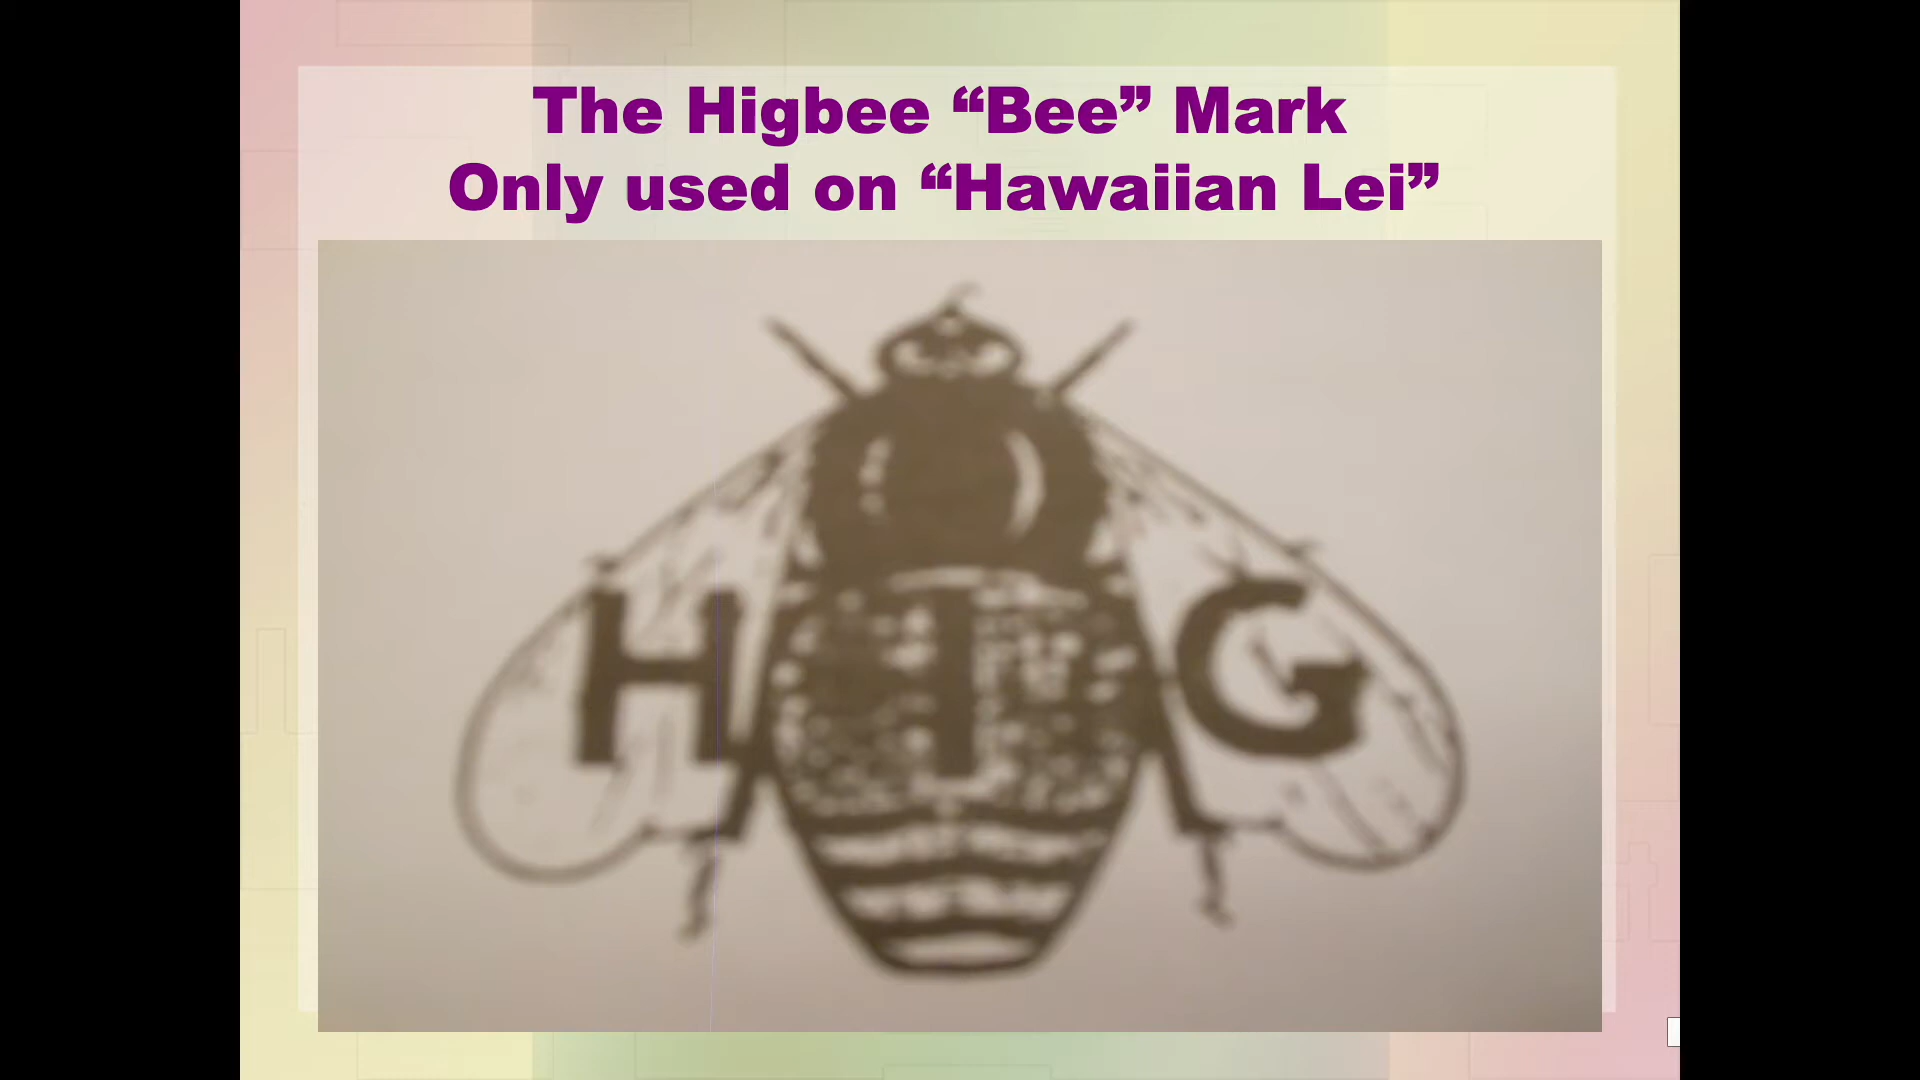 The Higbee “Bee” Mark
Only used on “Hawaiian Lei”
H I G